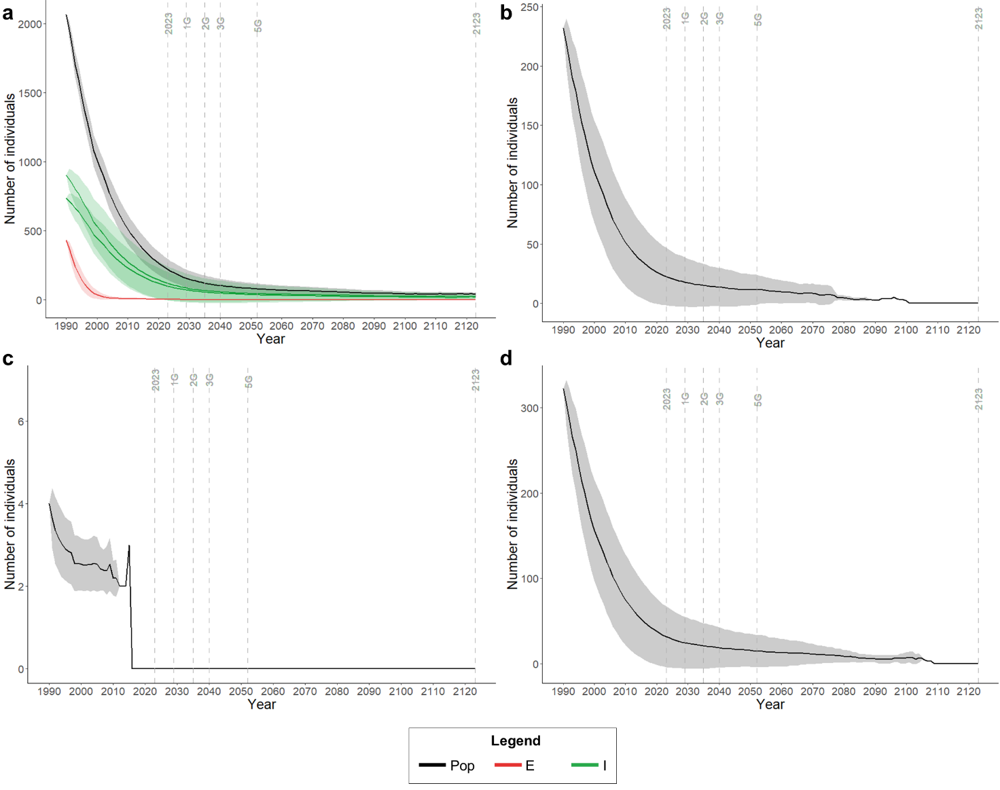 a
2000
1500
1000
500
0
Number of individuals
2023
1G
2G
3G
5G
2123
1990 2000 2010 2020 2030 2040 2050 2060 2070 2080 2090 2100 2110 2120
Year
b
250
200
150
100
50
0
Number of individuals
2023
1G
2G
3G
5G
2123
1990 2000 2010 2020 2030 2040 2050 2060 2070 2080 2090 2100 2110 2120
Year
c
6
4
2
0
Number of individuals
2023
1G
2G
3G
5G
2123
1990 2000 2010 2020 2030 2040 2050 2060 2070 2080 2090 2100 2110 2120
Year
d
300
200
100
0
Number of individuals
2023
1G
2G
3G
5G
2123
1990 2000 2010 2020 2030 2040 2050 2060 2070 2080 2090 2100 2110 2120
Year
Legend
Pop E I